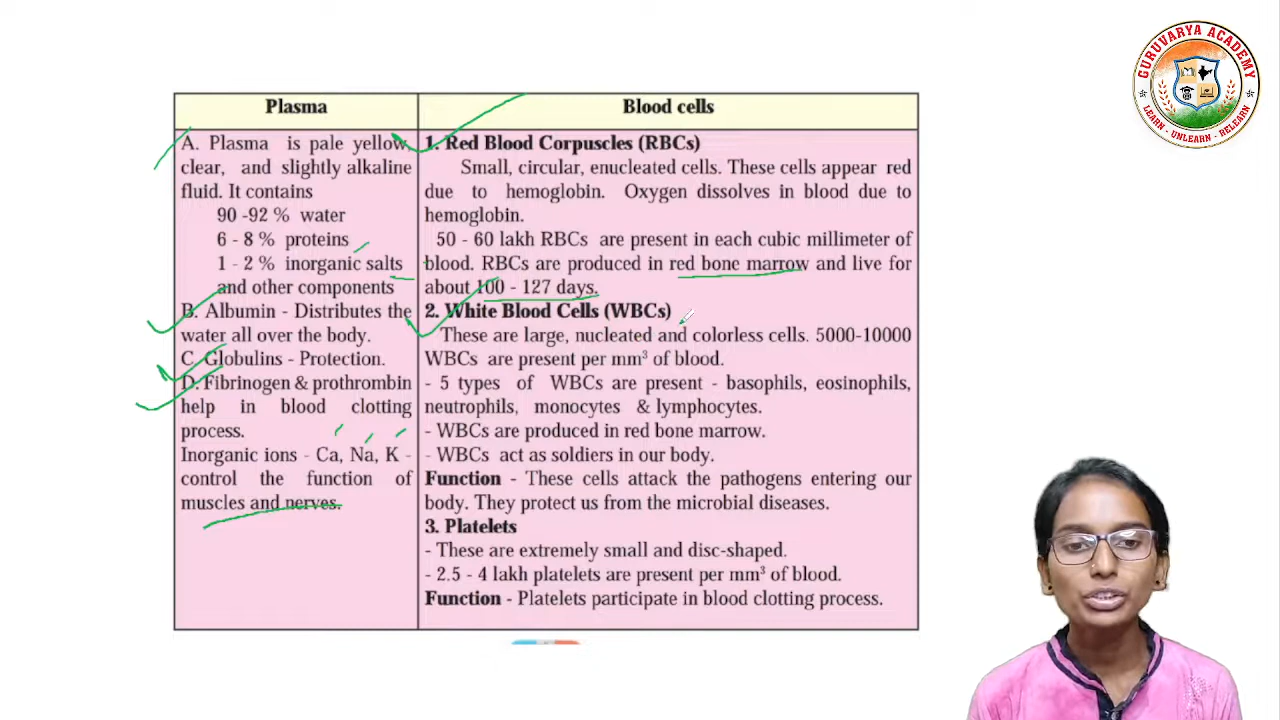 Plasma
A. Plasma is pale yellow,
clear, and slightly alkaline
fluid. It contains
90 -92 % water
6 - 8 % proteins
1 - 2 % inorganic salts
and other components
B. Albumin - Distributes the
water all over the body.
C. Globulins - Protection.
D. Fibrinogen & prothrombin
help in blood clotting
process.
Inorganic ions - Ca, Na, K -
control the function of
muscles and nerves.
Blood cells
1. Red Blood Corpuscles (RBCs)
Small, circular, enucleated cells. These cells appear red
due to hemoglobin. Oxygen dissolves in blood due to
hemoglobin.
50 - 60 lakh RBCs are present in each cubic millimeter of
blood. RBCs are produced in red bone marrow and live for
about 100 - 127 days.
2. White Blood Cells (WBCs)
These are large, nucleated and colorless cells. 5000-10000
WBCs are present per mm³ of blood.
- 5 types of WBCs are present - basophils, eosinophils,
neutrophils, monocytes & lymphocytes.
- WBCs are produced in red bone marrow.
- WBCs act as soldiers in our body.
Function - These cells attack the pathogens entering our
body. They protect us from the microbial diseases.
3. Platelets
- These are extremely small and disc-shaped.
- 2.5 - 4 lakh platelets are present per mm³ of blood.
Function - Platelets participate in blood clotting process.
GURUVARYA ACADEMY
LEARN - UNLEARN - RELEARN